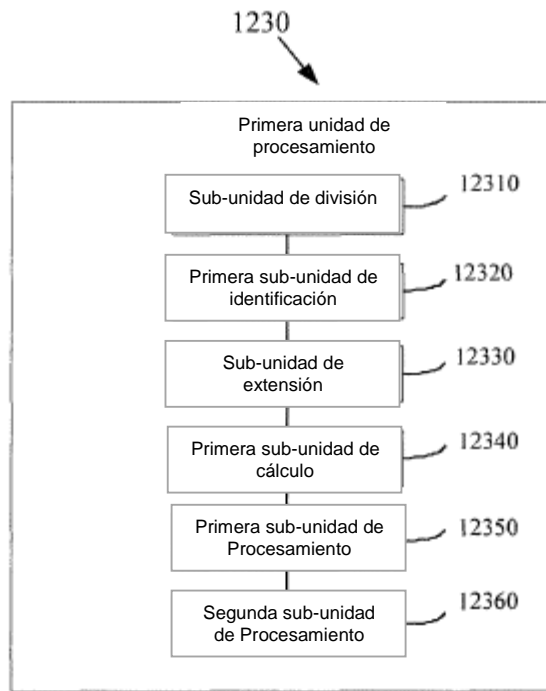 1230
Primera unidad de
procesamiento
Sub-unidad de división
12310
Primera sub-unidad de
identificación
12320
Sub-unidad de
extensión
12330
Primera sub-unidad de
cálculo
12340
Primera sub-unidad de
Procesamiento
12350
Segunda sub-unidad
de Procesamiento
12360